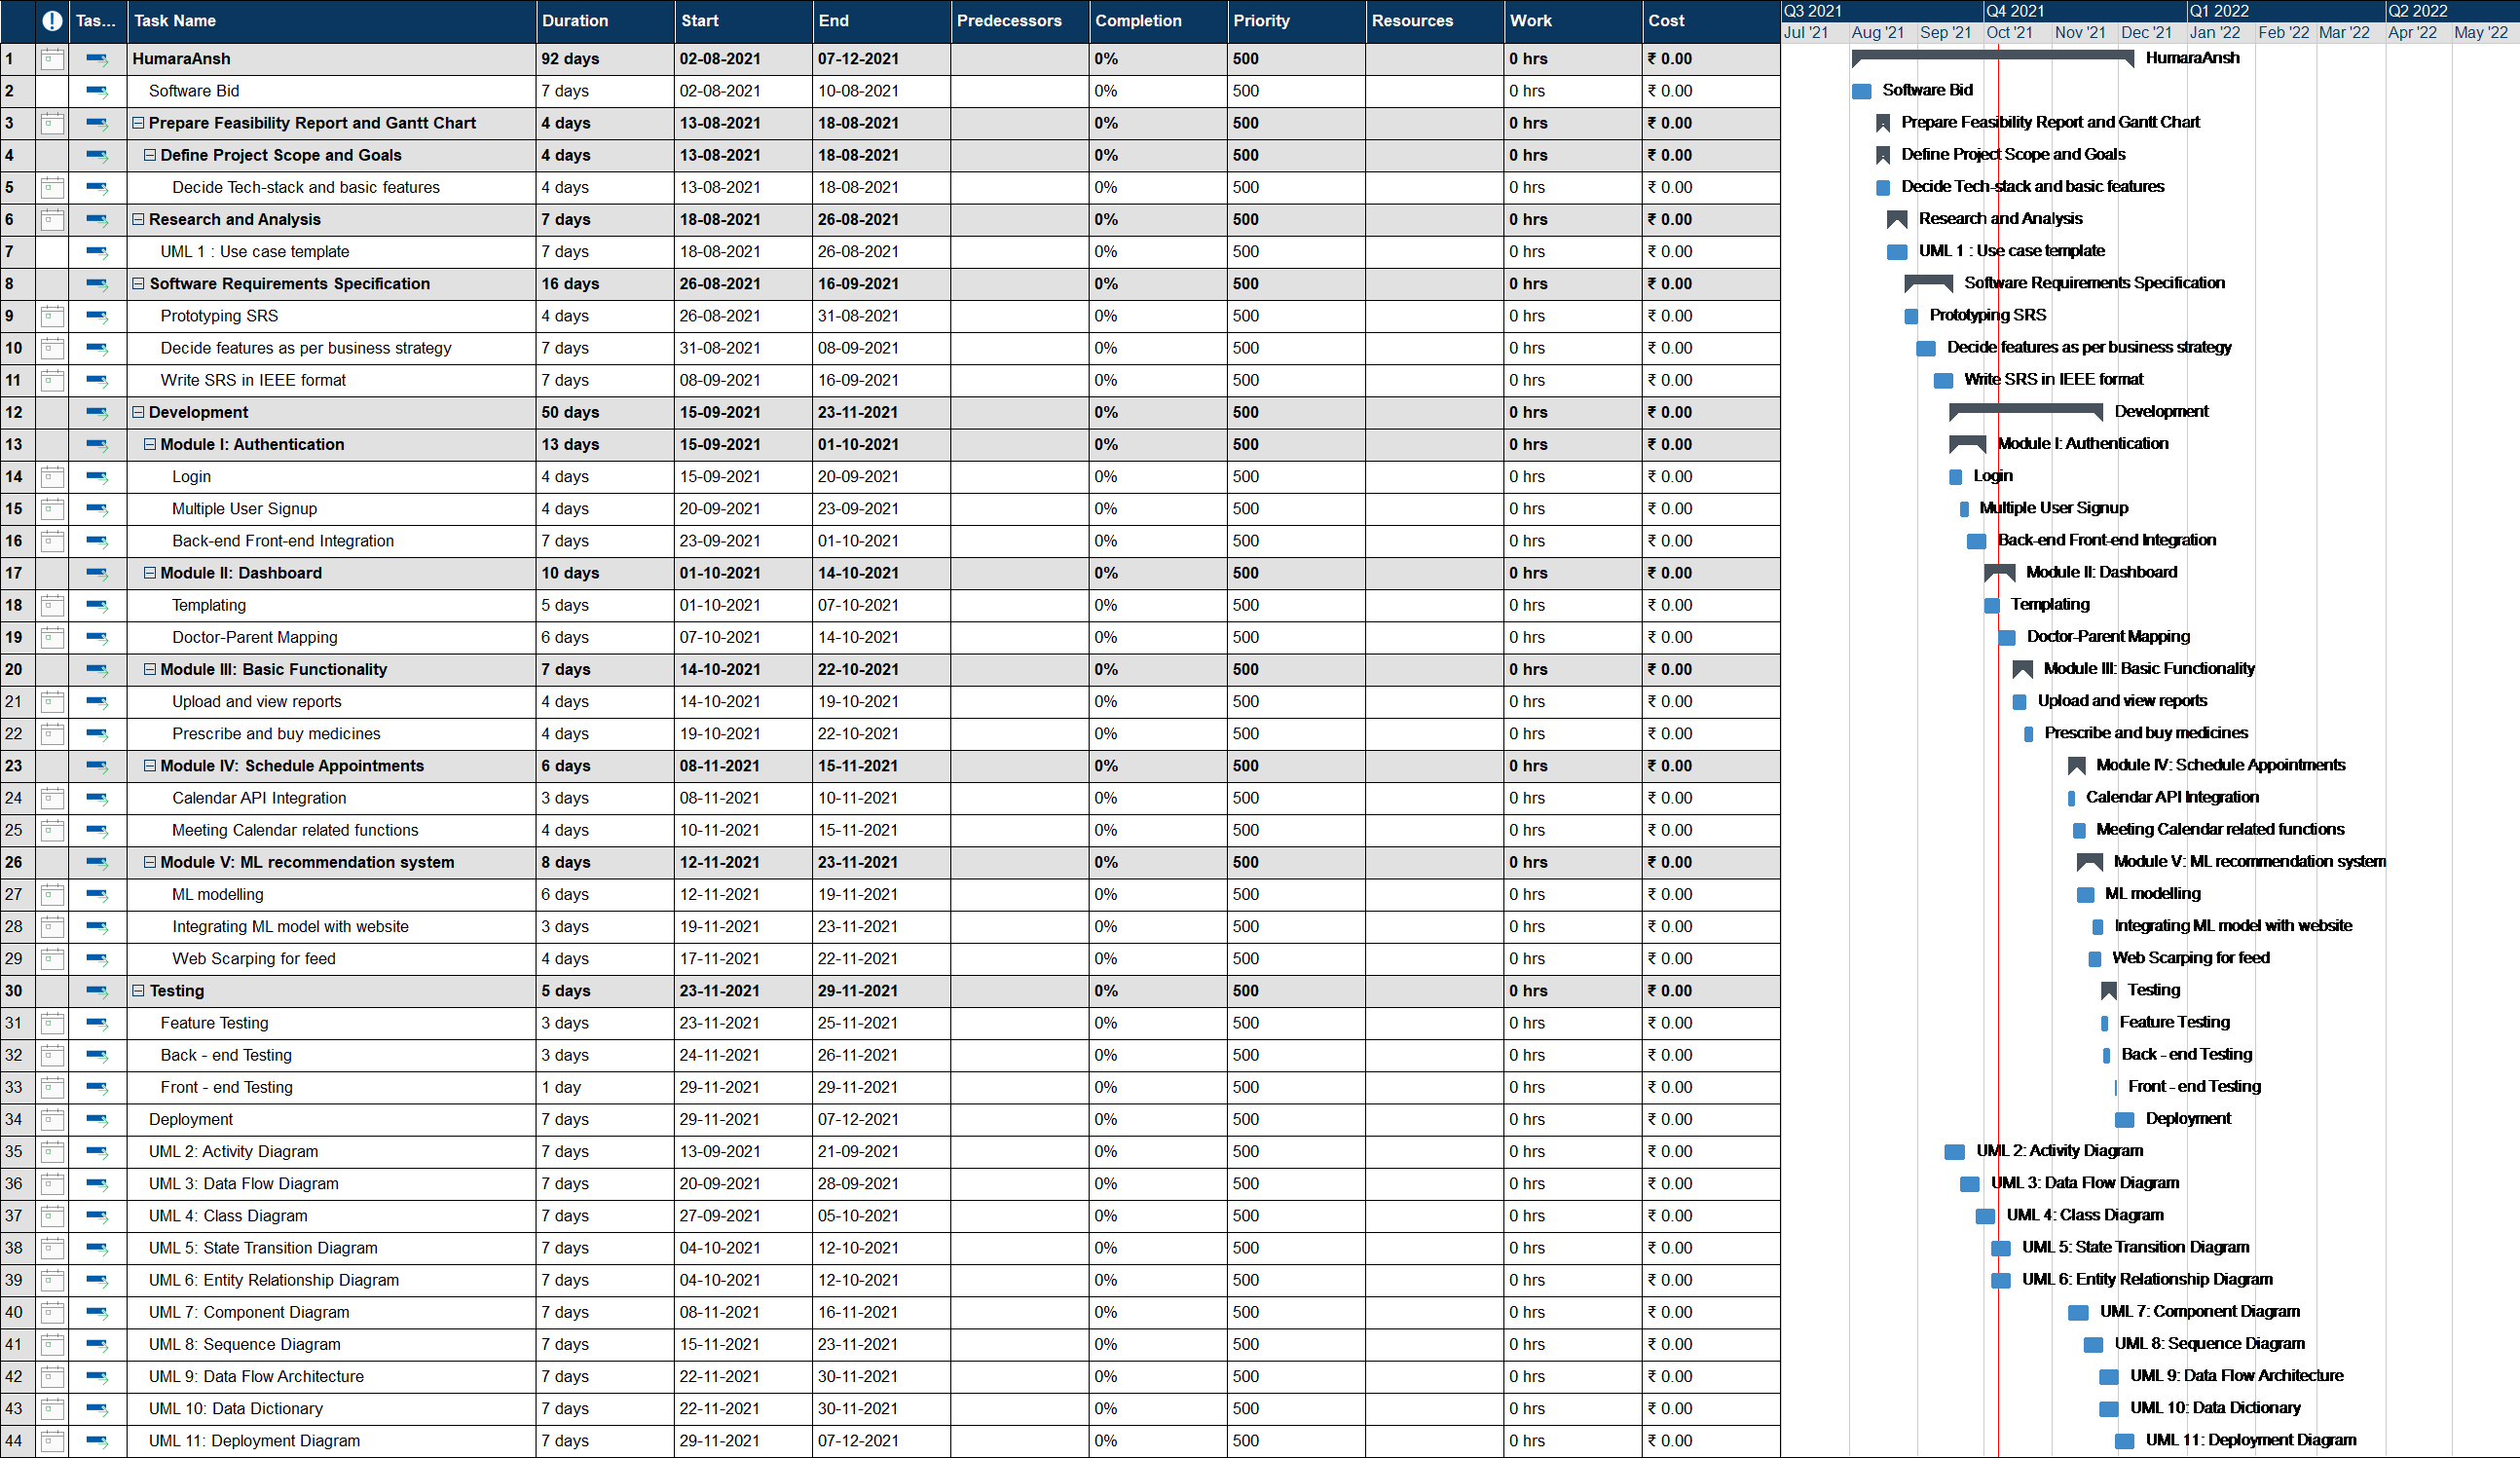 Tas... Task Name Duration Start End Predecessors Completion Priority Resources Work Cost Q3 2021 Q4 2021 Q1 2022 Q2 2022
Jul '21 Aug '21 Sep '21 Oct '21 Nov '21 Dec '21 Jan '22 Feb '22 Mar '22 Apr '22 May '22
1 HumaraAnsh 92 days 02-08-2021 07-12-2021 0% 500 0 hrs ₹ 0.00 HumaraAnsh
2 Software Bid 7 days 02-08-2021 10-08-2021 0% 500 0 hrs ₹ 0.00 Software Bid
3 Prepare Feasibility Report and Gantt Chart 4 days 13-08-2021 18-08-2021 0% 500 0 hrs ₹ 0.00 Prepare Feasibility Report and Gantt Chart
4 Define Project Scope and Goals 4 days 13-08-2021 18-08-2021 0% 500 0 hrs ₹ 0.00 Define Project Scope and Goals
5 Decide Tech-stack and basic features 4 days 13-08-2021 18-08-2021 0% 500 0 hrs ₹ 0.00 Decide Tech-stack and basic features
6 Research and Analysis 7 days 18-08-2021 26-08-2021 0% 500 0 hrs ₹ 0.00 Research and Analysis
7 UML 1 : Use case template 7 days 18-08-2021 26-08-2021 0% 500 0 hrs ₹ 0.00 UML 1 : Use case template
8 Software Requirements Specification 16 days 26-08-2021 16-09-2021 0% 500 0 hrs ₹ 0.00 Software Requirements Specification
9 Prototyping SRS 4 days 26-08-2021 31-08-2021 0% 500 0 hrs ₹ 0.00 Prototyping SRS
10 Decide features as per business strategy 7 days 31-08-2021 08-09-2021 0% 500 0 hrs ₹ 0.00 Decide features as per business strategy
11 Write SRS in IEEE format 7 days 08-09-2021 16-09-2021 0% 500 0 hrs ₹ 0.00 Write SRS in IEEE format
12 Development 50 days 15-09-2021 23-11-2021 0% 500 0 hrs ₹ 0.00 Development
13 Module I: Authentication 13 days 15-09-2021 01-10-2021 0% 500 0 hrs ₹ 0.00 Module I: Authentication
14 Login 4 days 15-09-2021 20-09-2021 0% 500 0 hrs ₹ 0.00 Login
15 Multiple User Signup 4 days 20-09-2021 23-09-2021 0% 500 0 hrs ₹ 0.00 Multiple User Signup
16 Back-end Front-end Integration 7 days 23-09-2021 01-10-2021 0% 500 0 hrs ₹ 0.00 Back-end Front-end Integration
17 Module II: Dashboard 10 days 01-10-2021 14-10-2021 0% 500 0 hrs ₹ 0.00 Module II: Dashboard
18 Templating 5 days 01-10-2021 07-10-2021 0% 500 0 hrs ₹ 0.00 Templating
19 Doctor-Parent Mapping 6 days 07-10-2021 14-10-2021 0% 500 0 hrs ₹ 0.00 Doctor-Parent Mapping
20 Module III: Basic Functionality 7 days 14-10-2021 22-10-2021 0% 500 0 hrs ₹ 0.00 Module III: Basic Functionality
21 Upload and view reports 4 days 14-10-2021 19-10-2021 0% 500 0 hrs ₹ 0.00 Upload and view reports
22 Prescribe and buy medicines 4 days 19-10-2021 22-10-2021 0% 500 0 hrs ₹ 0.00 Prescribe and buy medicines
23 Module IV: Schedule Appointments 6 days 08-11-2021 15-11-2021 0% 500 0 hrs ₹ 0.00 Module IV: Schedule Appointments
24 Calendar API Integration 3 days 08-11-2021 10-11-2021 0% 500 0 hrs ₹ 0.00 Calendar API Integration
25 Meeting Calendar related functions 4 days 10-11-2021 15-11-2021 0% 500 0 hrs ₹ 0.00 Meeting Calendar related functions
26 Module V: ML recommendation system 8 days 12-11-2021 23-11-2021 0% 500 0 hrs ₹ 0.00 Module V: ML recommendation system
27 ML modelling 6 days 12-11-2021 19-11-2021 0% 500 0 hrs ₹ 0.00 ML modelling
28 Integrating ML model with website 3 days 19-11-2021 23-11-2021 0% 500 0 hrs ₹ 0.00 Integrating ML model with website
29 Web Scarping for feed 4 days 17-11-2021 22-11-2021 0% 500 0 hrs ₹ 0.00 Web Scarping for feed
30 Testing 5 days 23-11-2021 29-11-2021 0% 500 0 hrs ₹ 0.00 Testing
31 Feature Testing 3 days 23-11-2021 25-11-2021 0% 500 0 hrs ₹ 0.00 Feature Testing
32 Back - end Testing 3 days 24-11-2021 26-11-2021 0% 500 0 hrs ₹ 0.00 Back - end Testing
33 Front - end Testing 1 day 29-11-2021 29-11-2021 0% 500 0 hrs ₹ 0.00 Front - end Testing
34 Deployment 7 days 29-11-2021 07-12-2021 0% 500 0 hrs ₹ 0.00 Deployment
35 UML 2: Activity Diagram 7 days 13-09-2021 21-09-2021 0% 500 0 hrs ₹ 0.00 UML 2: Activity Diagram
36 UML 3: Data Flow Diagram 7 days 20-09-2021 28-09-2021 0% 500 0 hrs ₹ 0.00 UML 3: Data Flow Diagram
37 UML 4: Class Diagram 7 days 27-09-2021 05-10-2021 0% 500 0 hrs ₹ 0.00 UML 4: Class Diagram
38 UML 5: State Transition Diagram 7 days 04-10-2021 12-10-2021 0% 500 0 hrs ₹ 0.00 UML 5: State Transition Diagram
39 UML 6: Entity Relationship Diagram 7 days 04-10-2021 12-10-2021 0% 500 0 hrs ₹ 0.00 UML 6: Entity Relationship Diagram
40 UML 7: Component Diagram 7 days 08-11-2021 16-11-2021 0% 500 0 hrs ₹ 0.00 UML 7: Component Diagram
41 UML 8: Sequence Diagram 7 days 15-11-2021 23-11-2021 0% 500 0 hrs ₹ 0.00 UML 8: Sequence Diagram
42 UML 9: Data Flow Architecture 7 days 22-11-2021 30-11-2021 0% 500 0 hrs ₹ 0.00 UML 9: Data Flow Architecture
43 UML 10: Data Dictionary 7 days 22-11-2021 30-11-2021 0% 500 0 hrs ₹ 0.00 UML 10: Data Dictionary
44 UML 11: Deployment Diagram 7 days 29-11-2021 07-12-2021 0% 500 0 hrs ₹ 0.00 UML 11: Deployment Diagram